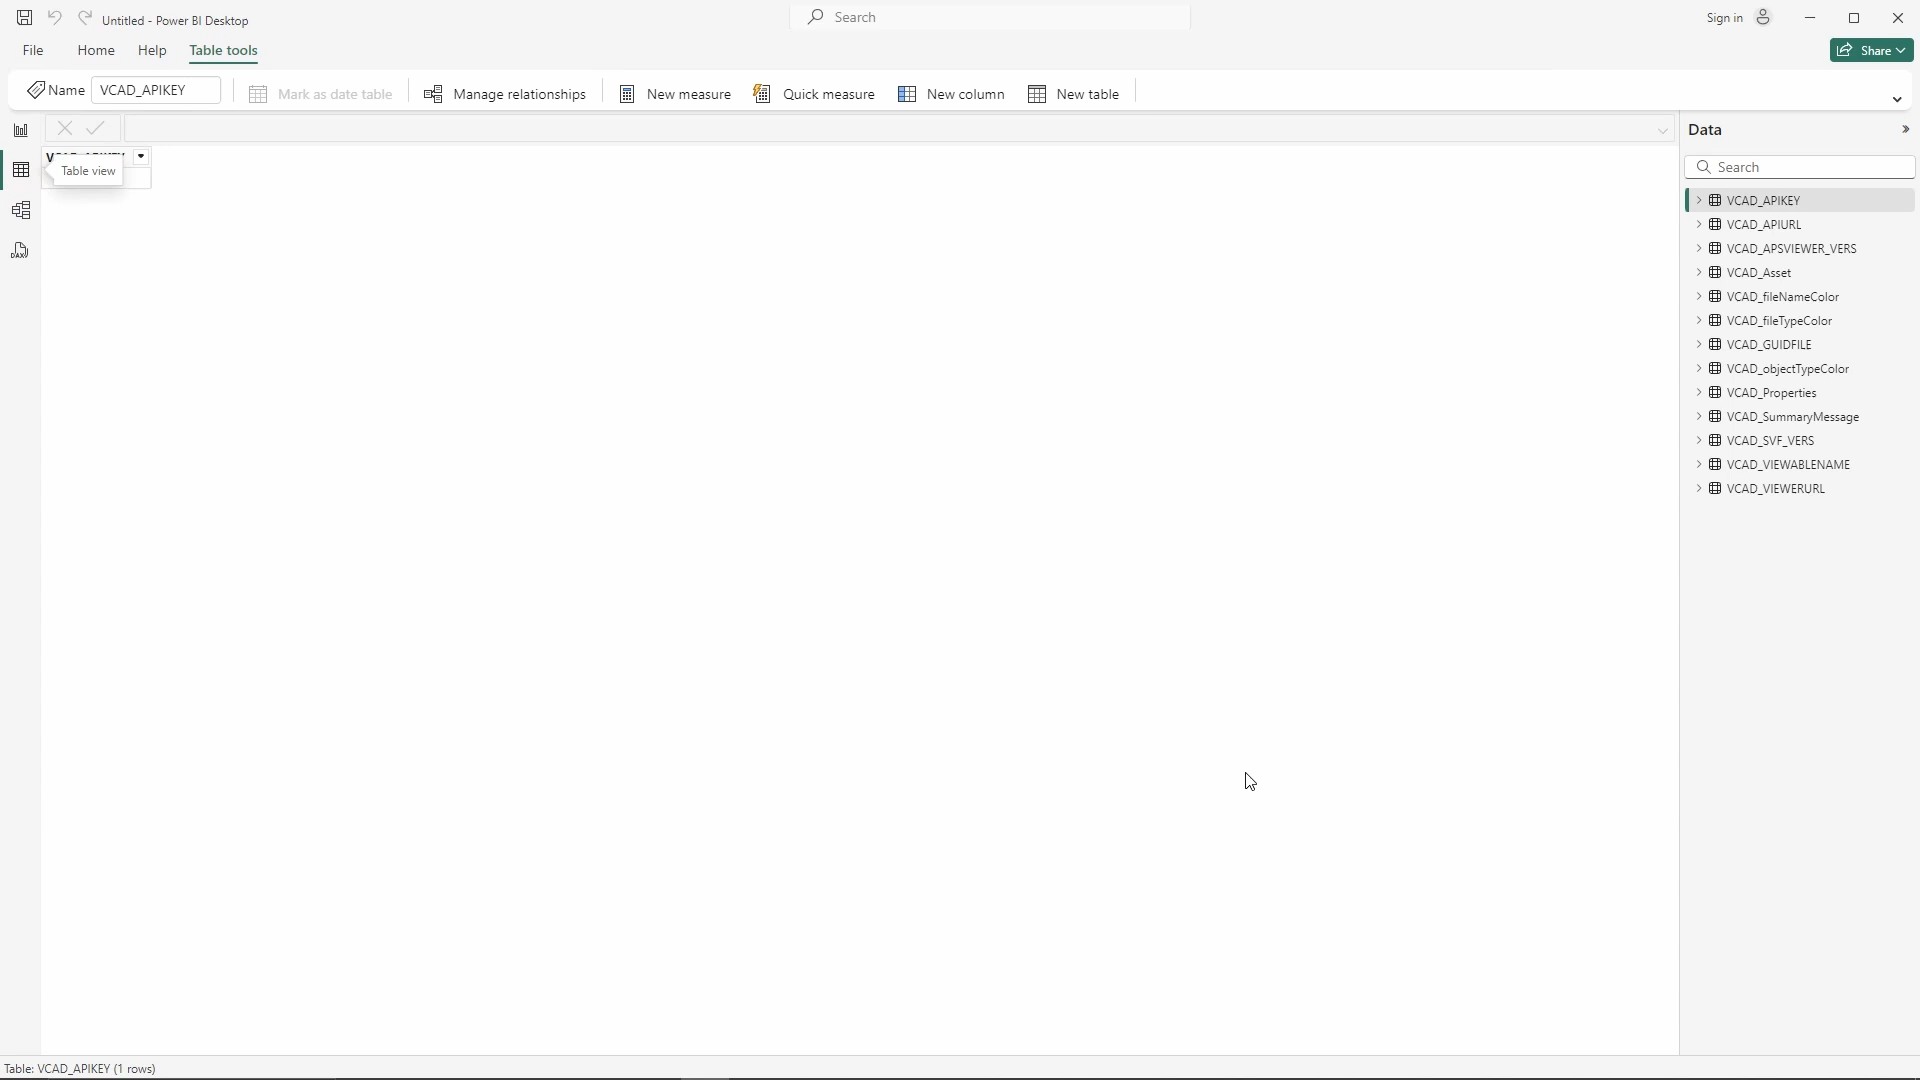 Untitled - Power BI Desktop
Search
Sign in
File
Home
Help
Table tools
Share
Name
VCAD_APIKEY
Mark as date table
Manage relationships
New measure
Quick measure
New column
New table
Data
Table view
Search
VCAD_APIKEY
VCAD_APIURL
VCAD_APSVIEWER_VERS
VCAD_Asset
VCAD_fileNameColor
VCAD_fileTypeColor
VCAD_GUIDFILE
VCAD_objectTypeColor
VCAD_Properties
VCAD_SummaryMessage
VCAD_SVF_VERS
VCAD_VIEWABLENAME
VCAD_VIEWERURL
DAX
Table: VCAD_APIKEY (1 rows)